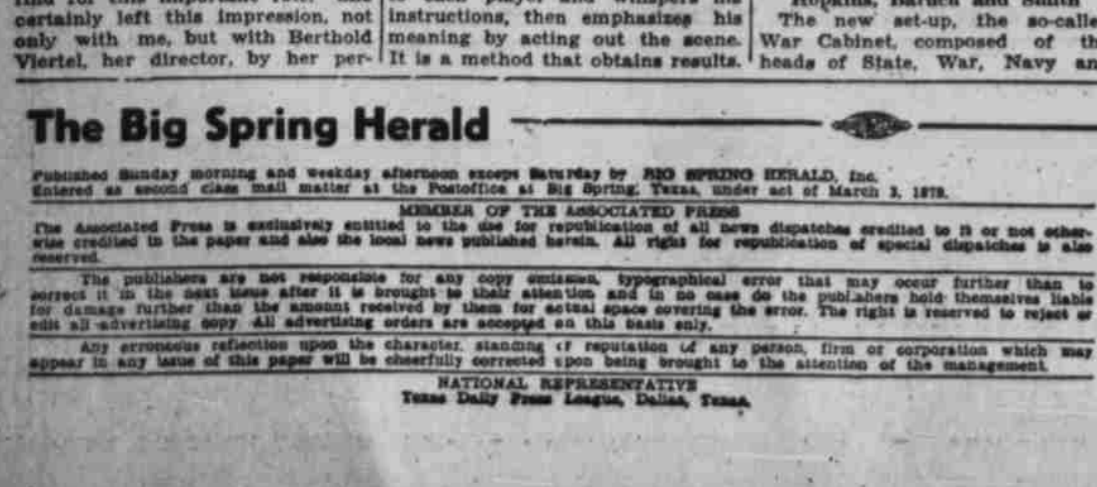 certainly left this impression, not
only with me, but with Berthold
Viertel, her director, by her per-
instructions, then emphasizes his
meaning by acting out the scene.
It is a method that obtains results.
Hopkins, Baruch and Smith
The new set-up, the so-calle
War Cabinet, composed of th
heads of State, War, Navy an
The Big Spring Herald
Published Sunday morning and weekday afternoon except Saturday by BIG SPRING HERALD, Inc.
Entered as second class mail matter at the Postoffice at Big Spring, Texas, under act of March 3, 1879.
MEMBER OF THE ASSOCIATED PRESS
The Associated Press is exclusively entitled to the use for republication of all news dispatches credited to it or not other-
wise credited in the paper and also the local news published herein. All right for republication of special dispatches is also
reserved.
The publishers are not responsible for any copy omission, typographical error that may occur further than to
correct it in the next issue after it is brought to their attention and in no case do the publishers hold themselves liable
for damage further than the amount received by them for actual space covering the error. The right is reserved to reject or
edit all advertising copy. All advertising orders are accepted on this basis only.
Any erroneous reflection upon the character, standing or reputation of any person, firm or corporation which may
appear in any issue of this paper will be cheerfully corrected upon being brought to the attention of the management.
NATIONAL REPRESENTATIVE
Texas Daily Press League, Dallas, Texas.